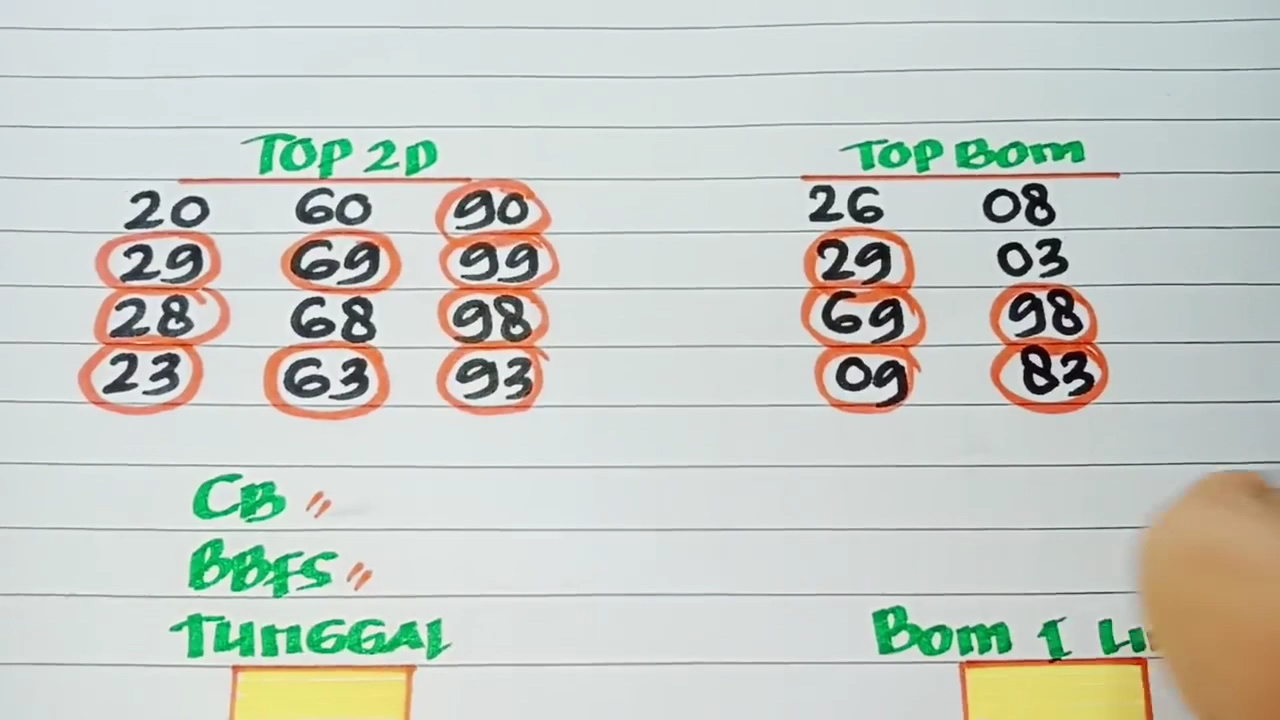 TOP 2D
20 60 90
29 69 99
28 68 98
23 63 93
TOP BOM
26 08
29 03
69 98
09 83
CB "
BBFS "
TUNGGAL
BOM 1